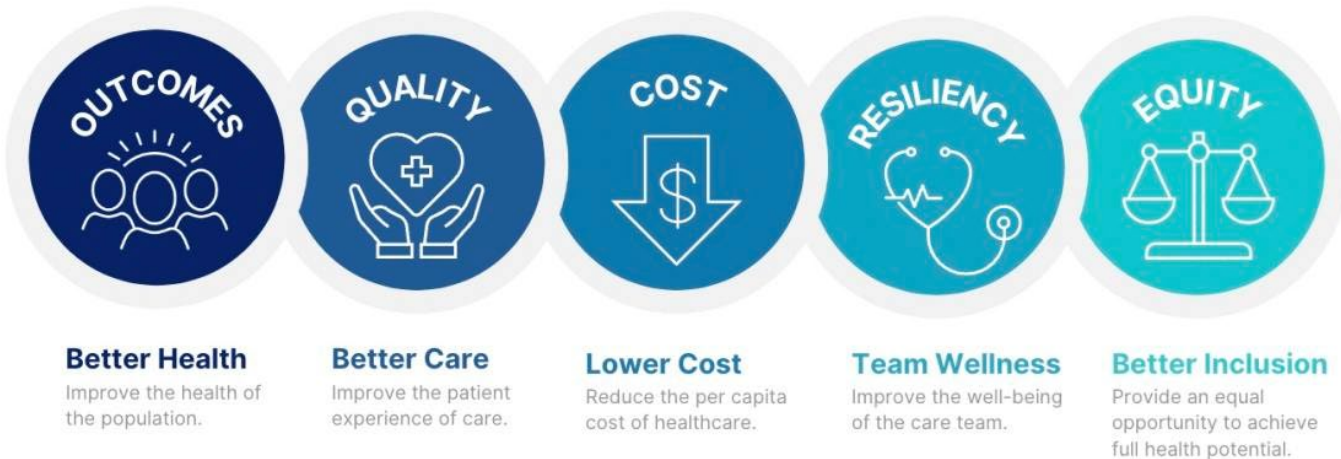 OUTCOMES
QUALITY
COST
$
RESILIENCY
EQUITY
Better Health
Improve the health of
the population.
Better Care
Improve the patient
experience of care.
Lower Cost
Reduce the per capita
cost of healthcare.
Team Wellness
Improve the well-being
of the care team.
Better Inclusion
Provide an equal
opportunity to achieve
full health potential.